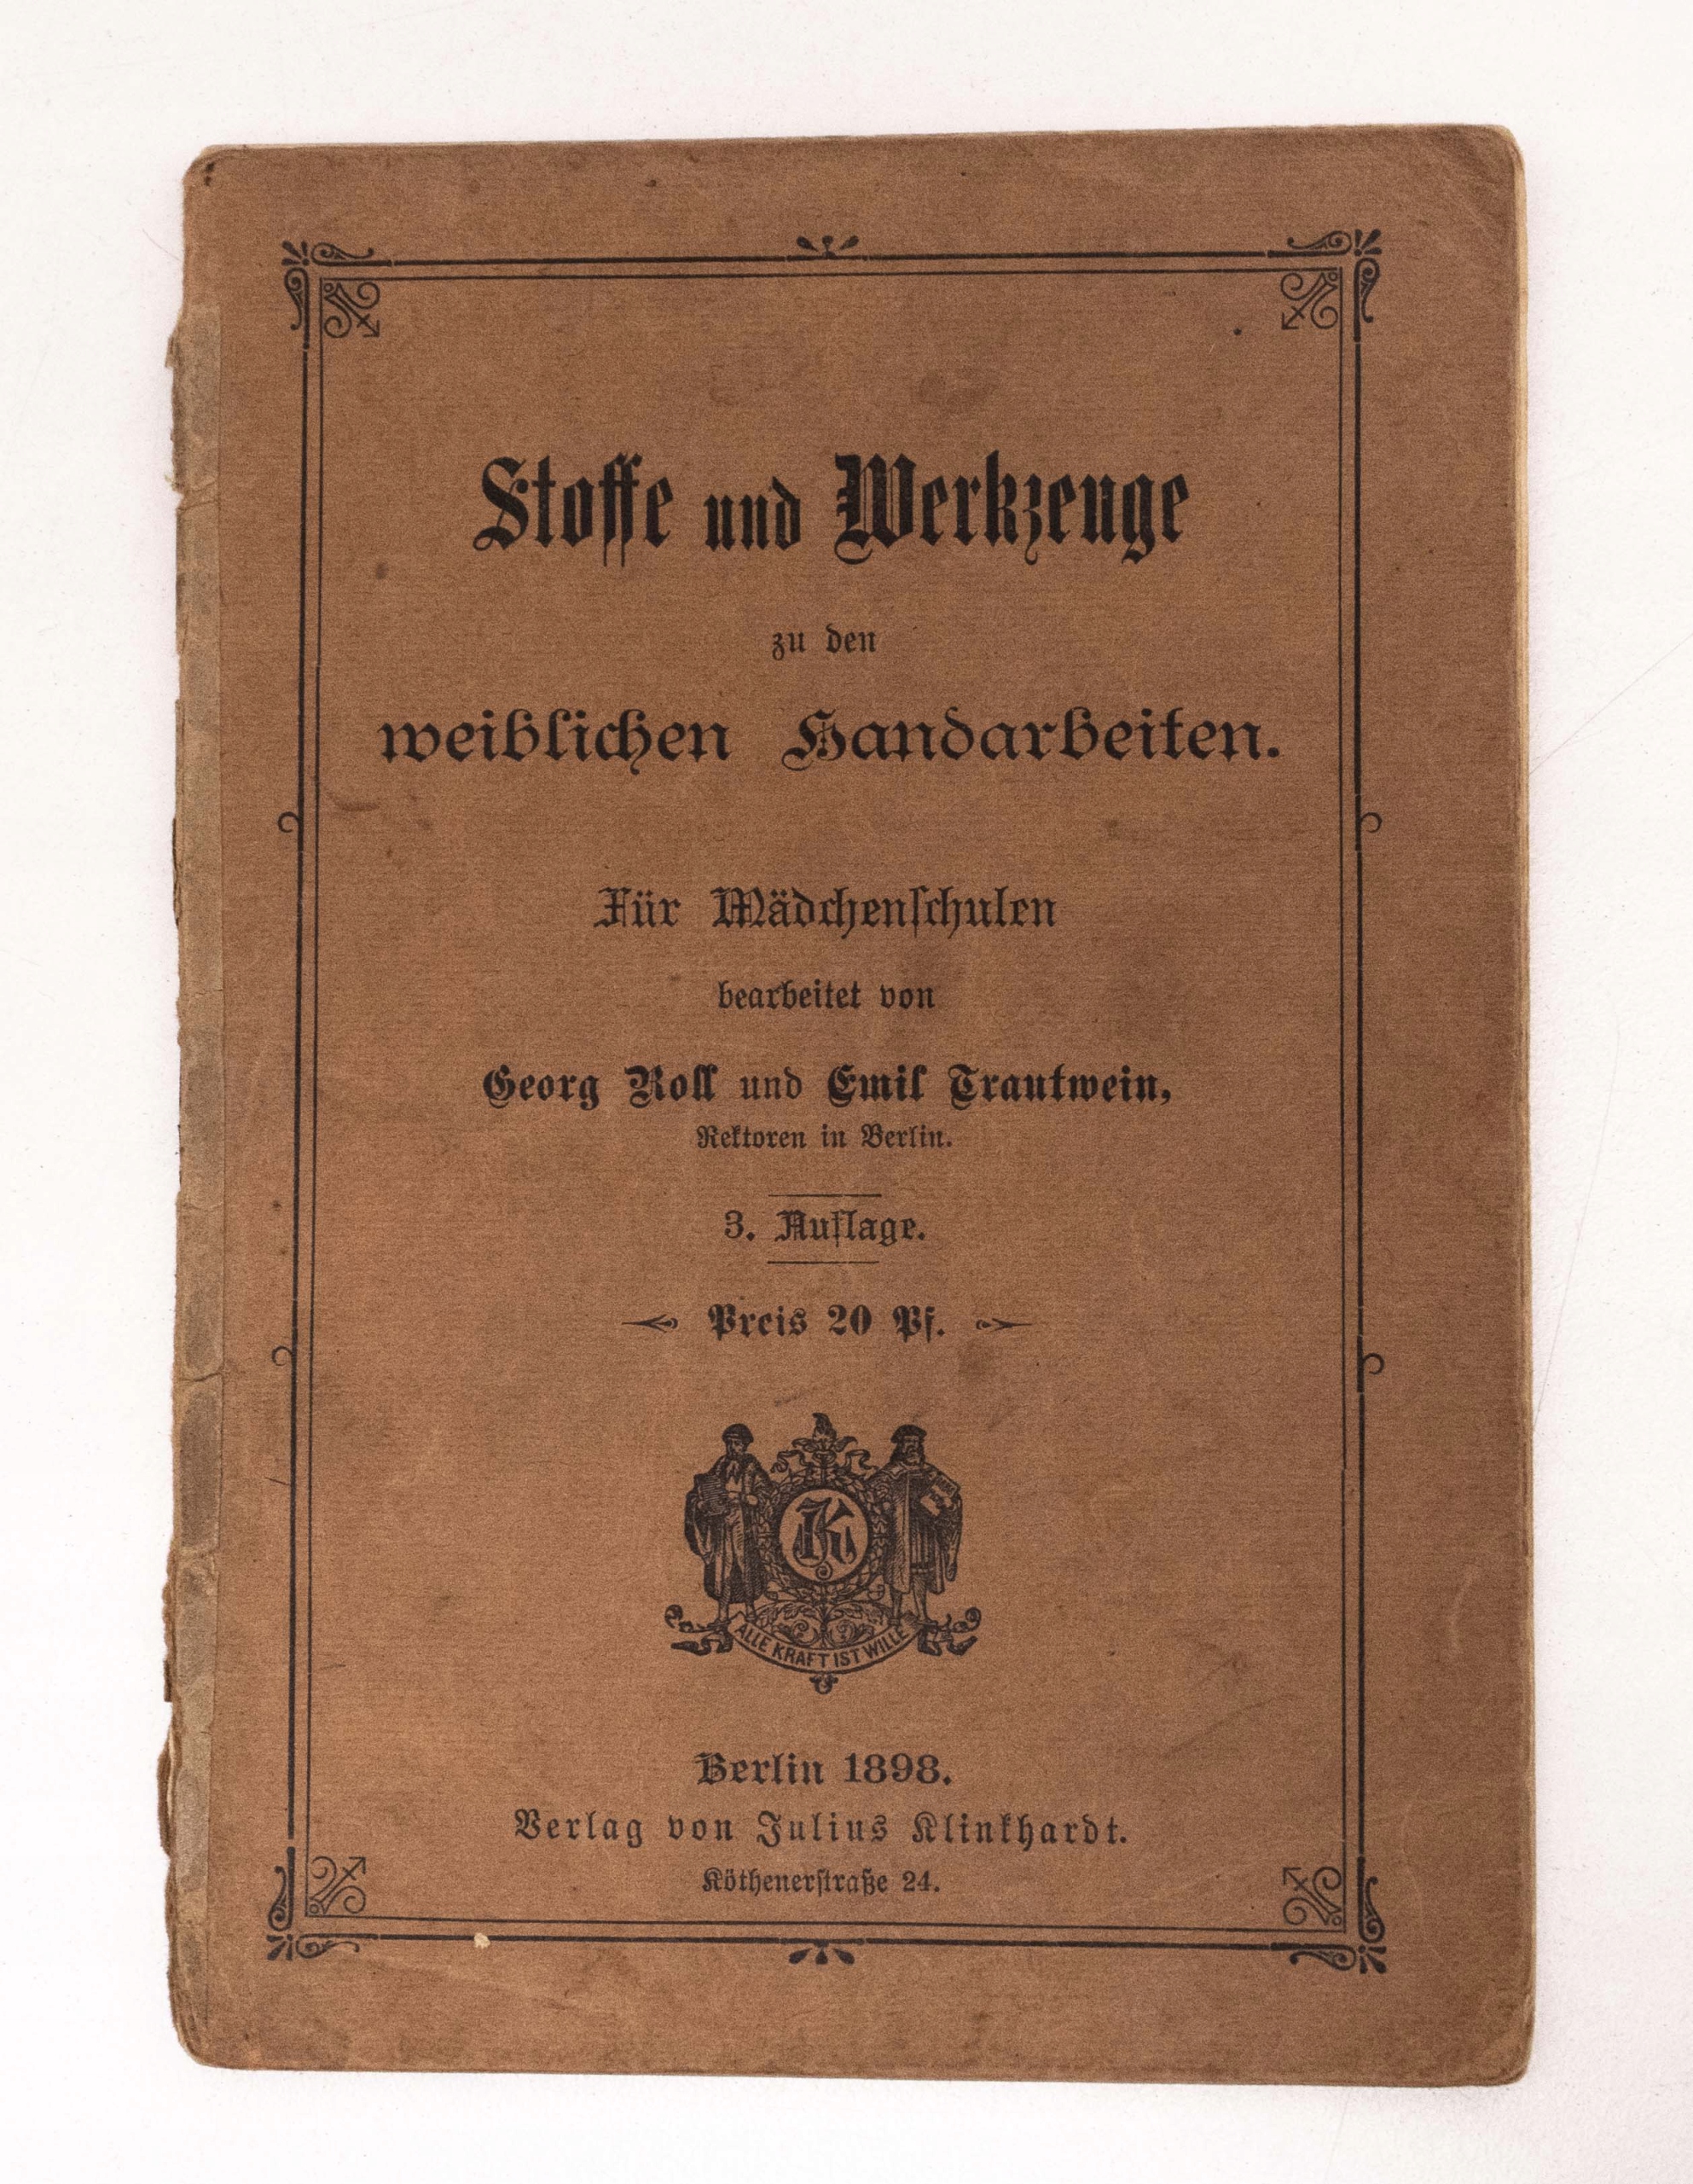 Stoffe und Werkzeuge
zu den
weiblichen Handarbeiten.
Für Mädchenschulen
bearbeitet von
Georg Roll und Emil Trautwein,
Rektoren in Berlin.
3. Auflage.
Preis 20 Pf.
K
ALLE KRAFT IST WILLE
Berlin 1898.
Verlag von Julius Klinkhardt.
Köthenerstraße 24.